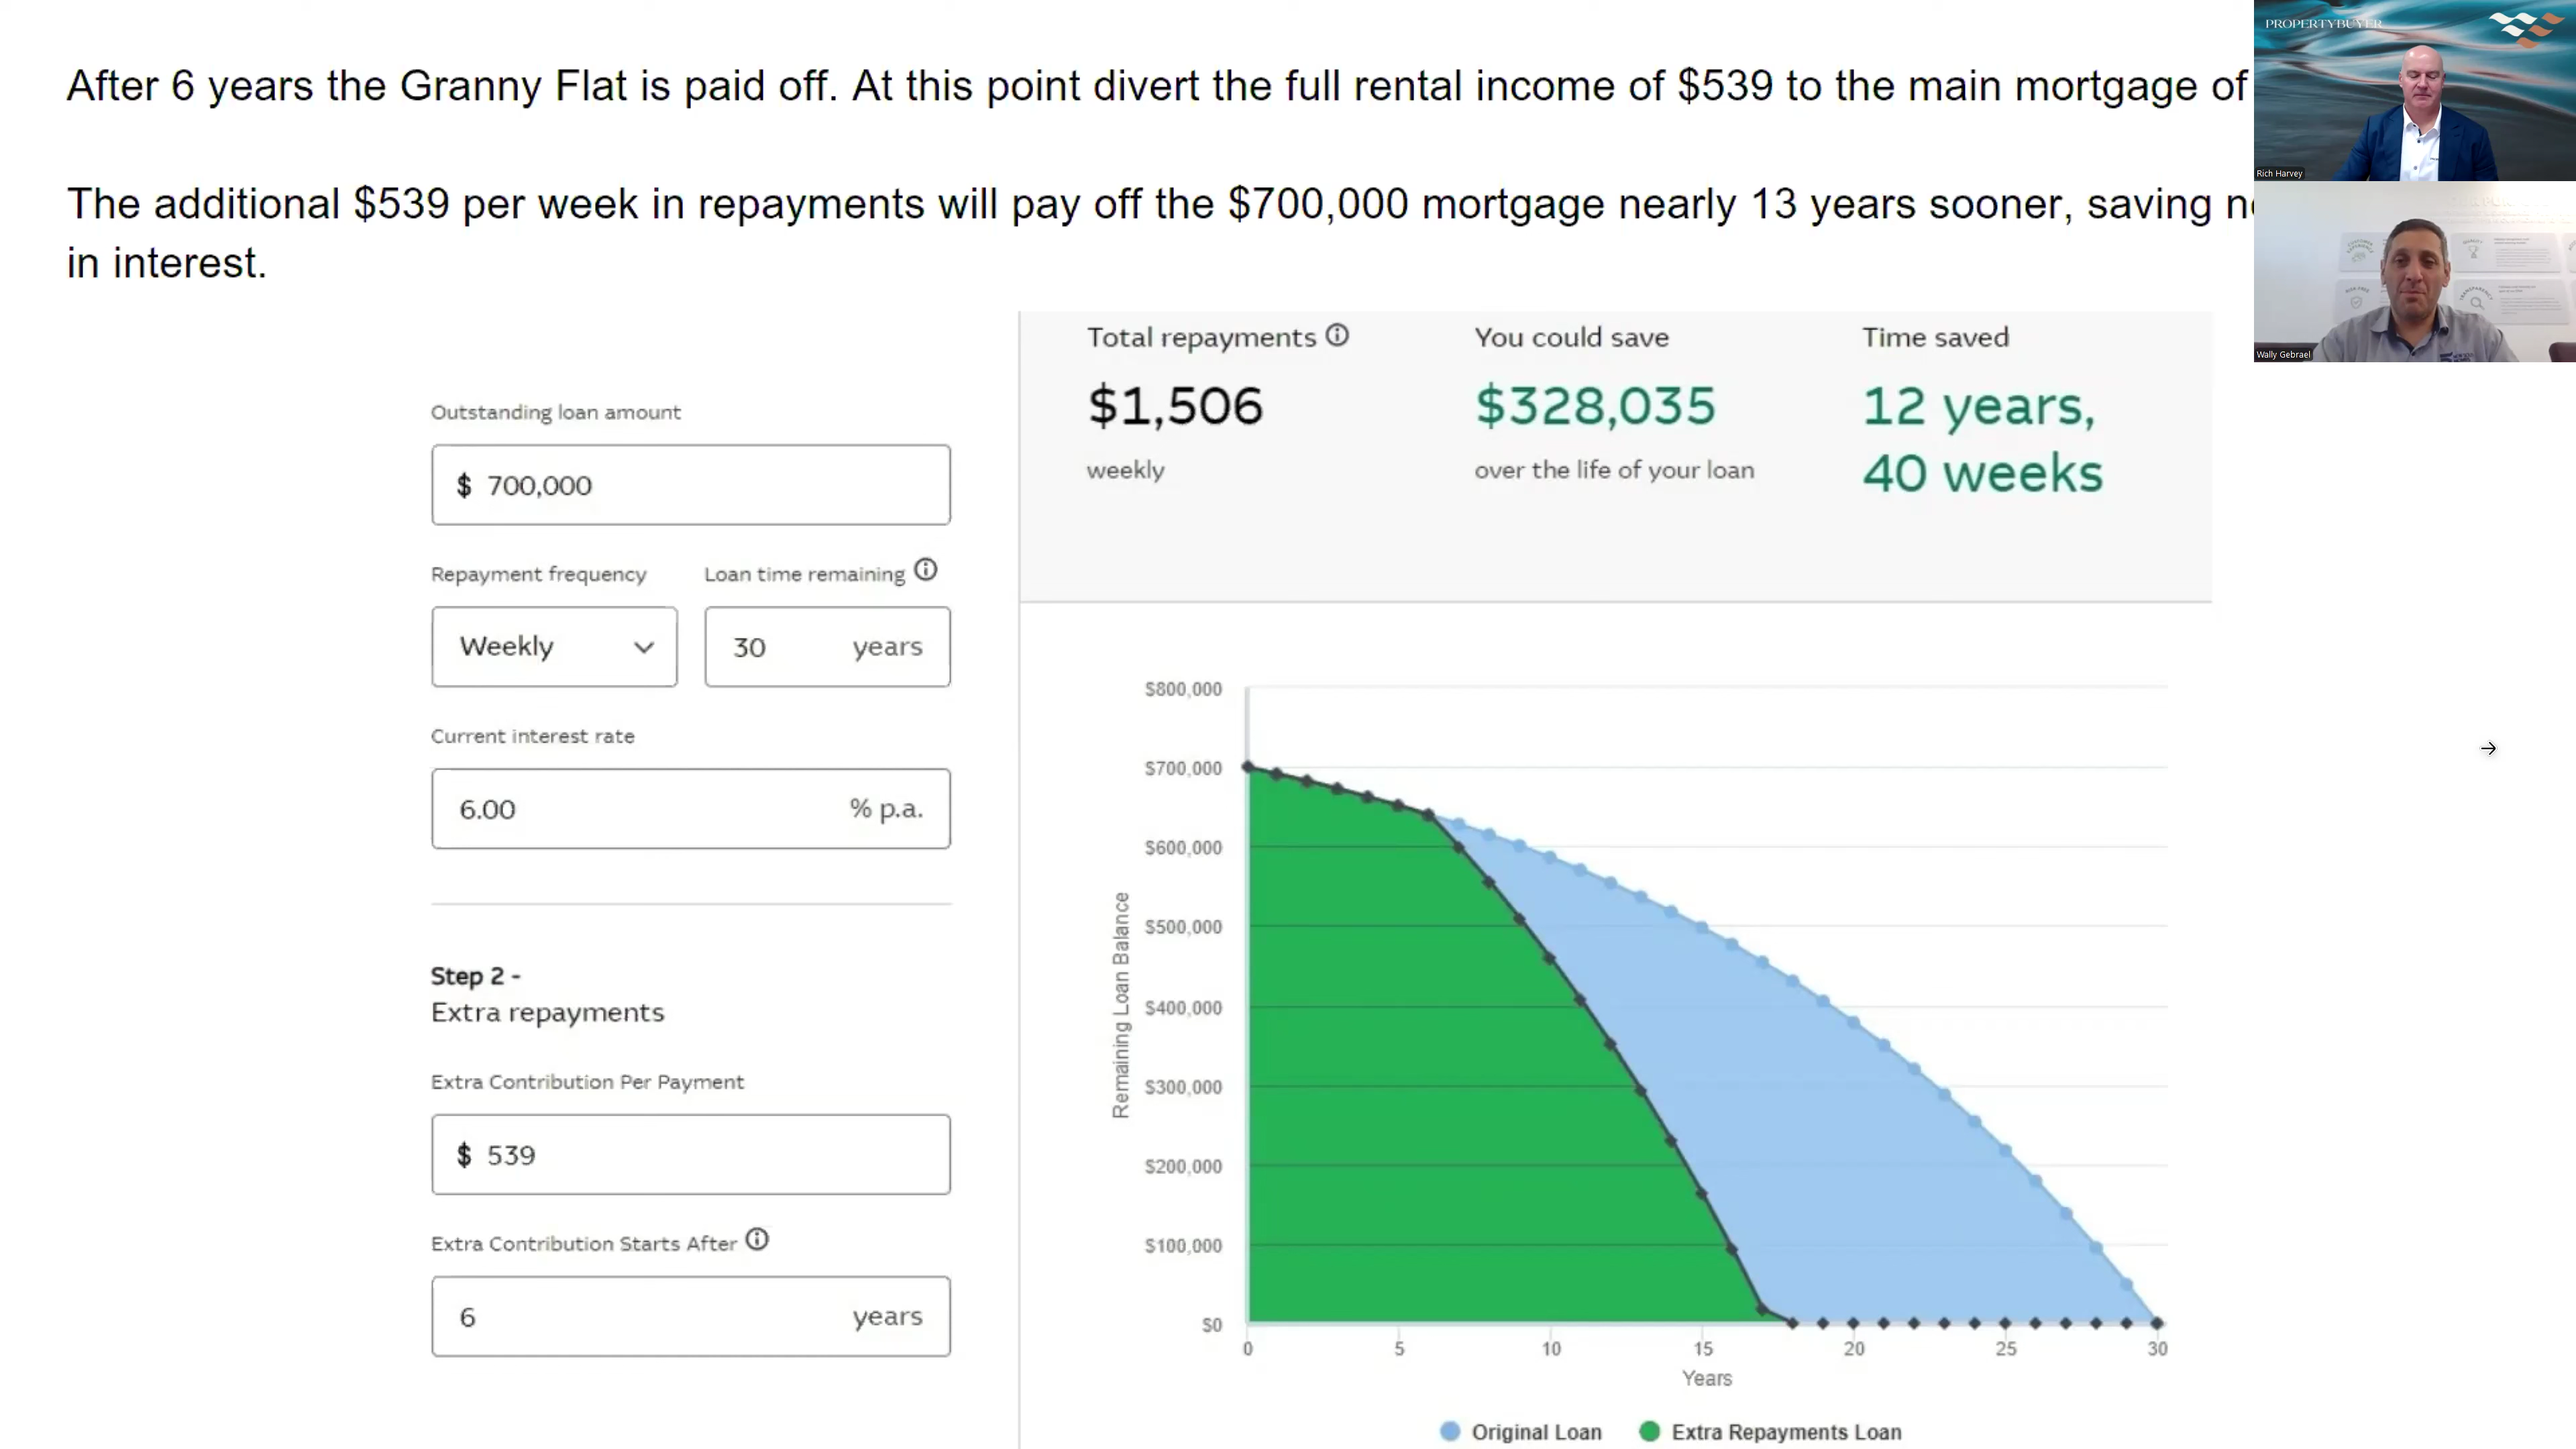 After 6 years the Granny Flat is paid off. At this point divert the full rental income of $539 to the main mortgage of
The additional $539 per week in repayments will pay off the $700,000 mortgage nearly 13 years sooner, saving
in interest.
PROPERTYBUYER
Rich Harvey
Wally Gebrael
Outstanding loan amount
$ 700,000
Repayment frequency
Loan time remaining
Weekly
30 years
Current interest rate
6.00 % p.a.
Step 2 -
Extra repayments
Extra Contribution Per Payment
$ 539
Extra Contribution Starts After
6 years
Total repayments
$1,506
weekly
You could save
$328,035
over the life of your loan
Time saved
12 years,
40 weeks
$800,000
$700,000
$600,000
$500,000
$400,000
$300,000
$200,000
$100,000
$0
Remaining Loan Balance
0 5 10 15 20 25 30
Years
Original Loan Extra Repayments Loan